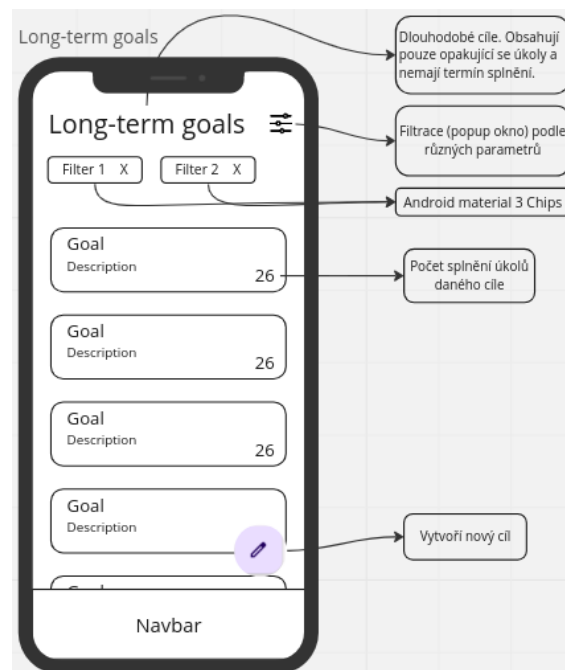 Long-term goals
Dlouhodobé cíle. Obsahují
pouze opakující se úkoly a
nemají termín splnění.
Long-term goals
Filtrace (popup okno) podle
různých parametrů
Filter 1 X
Filter 2 X
Android material 3 Chips
Goal
Description
26
Počet splnění úkolů
daného cíle
Goal
Description
26
Goal
Description
26
Goal
Description
Vytvoří nový cíl
Navbar